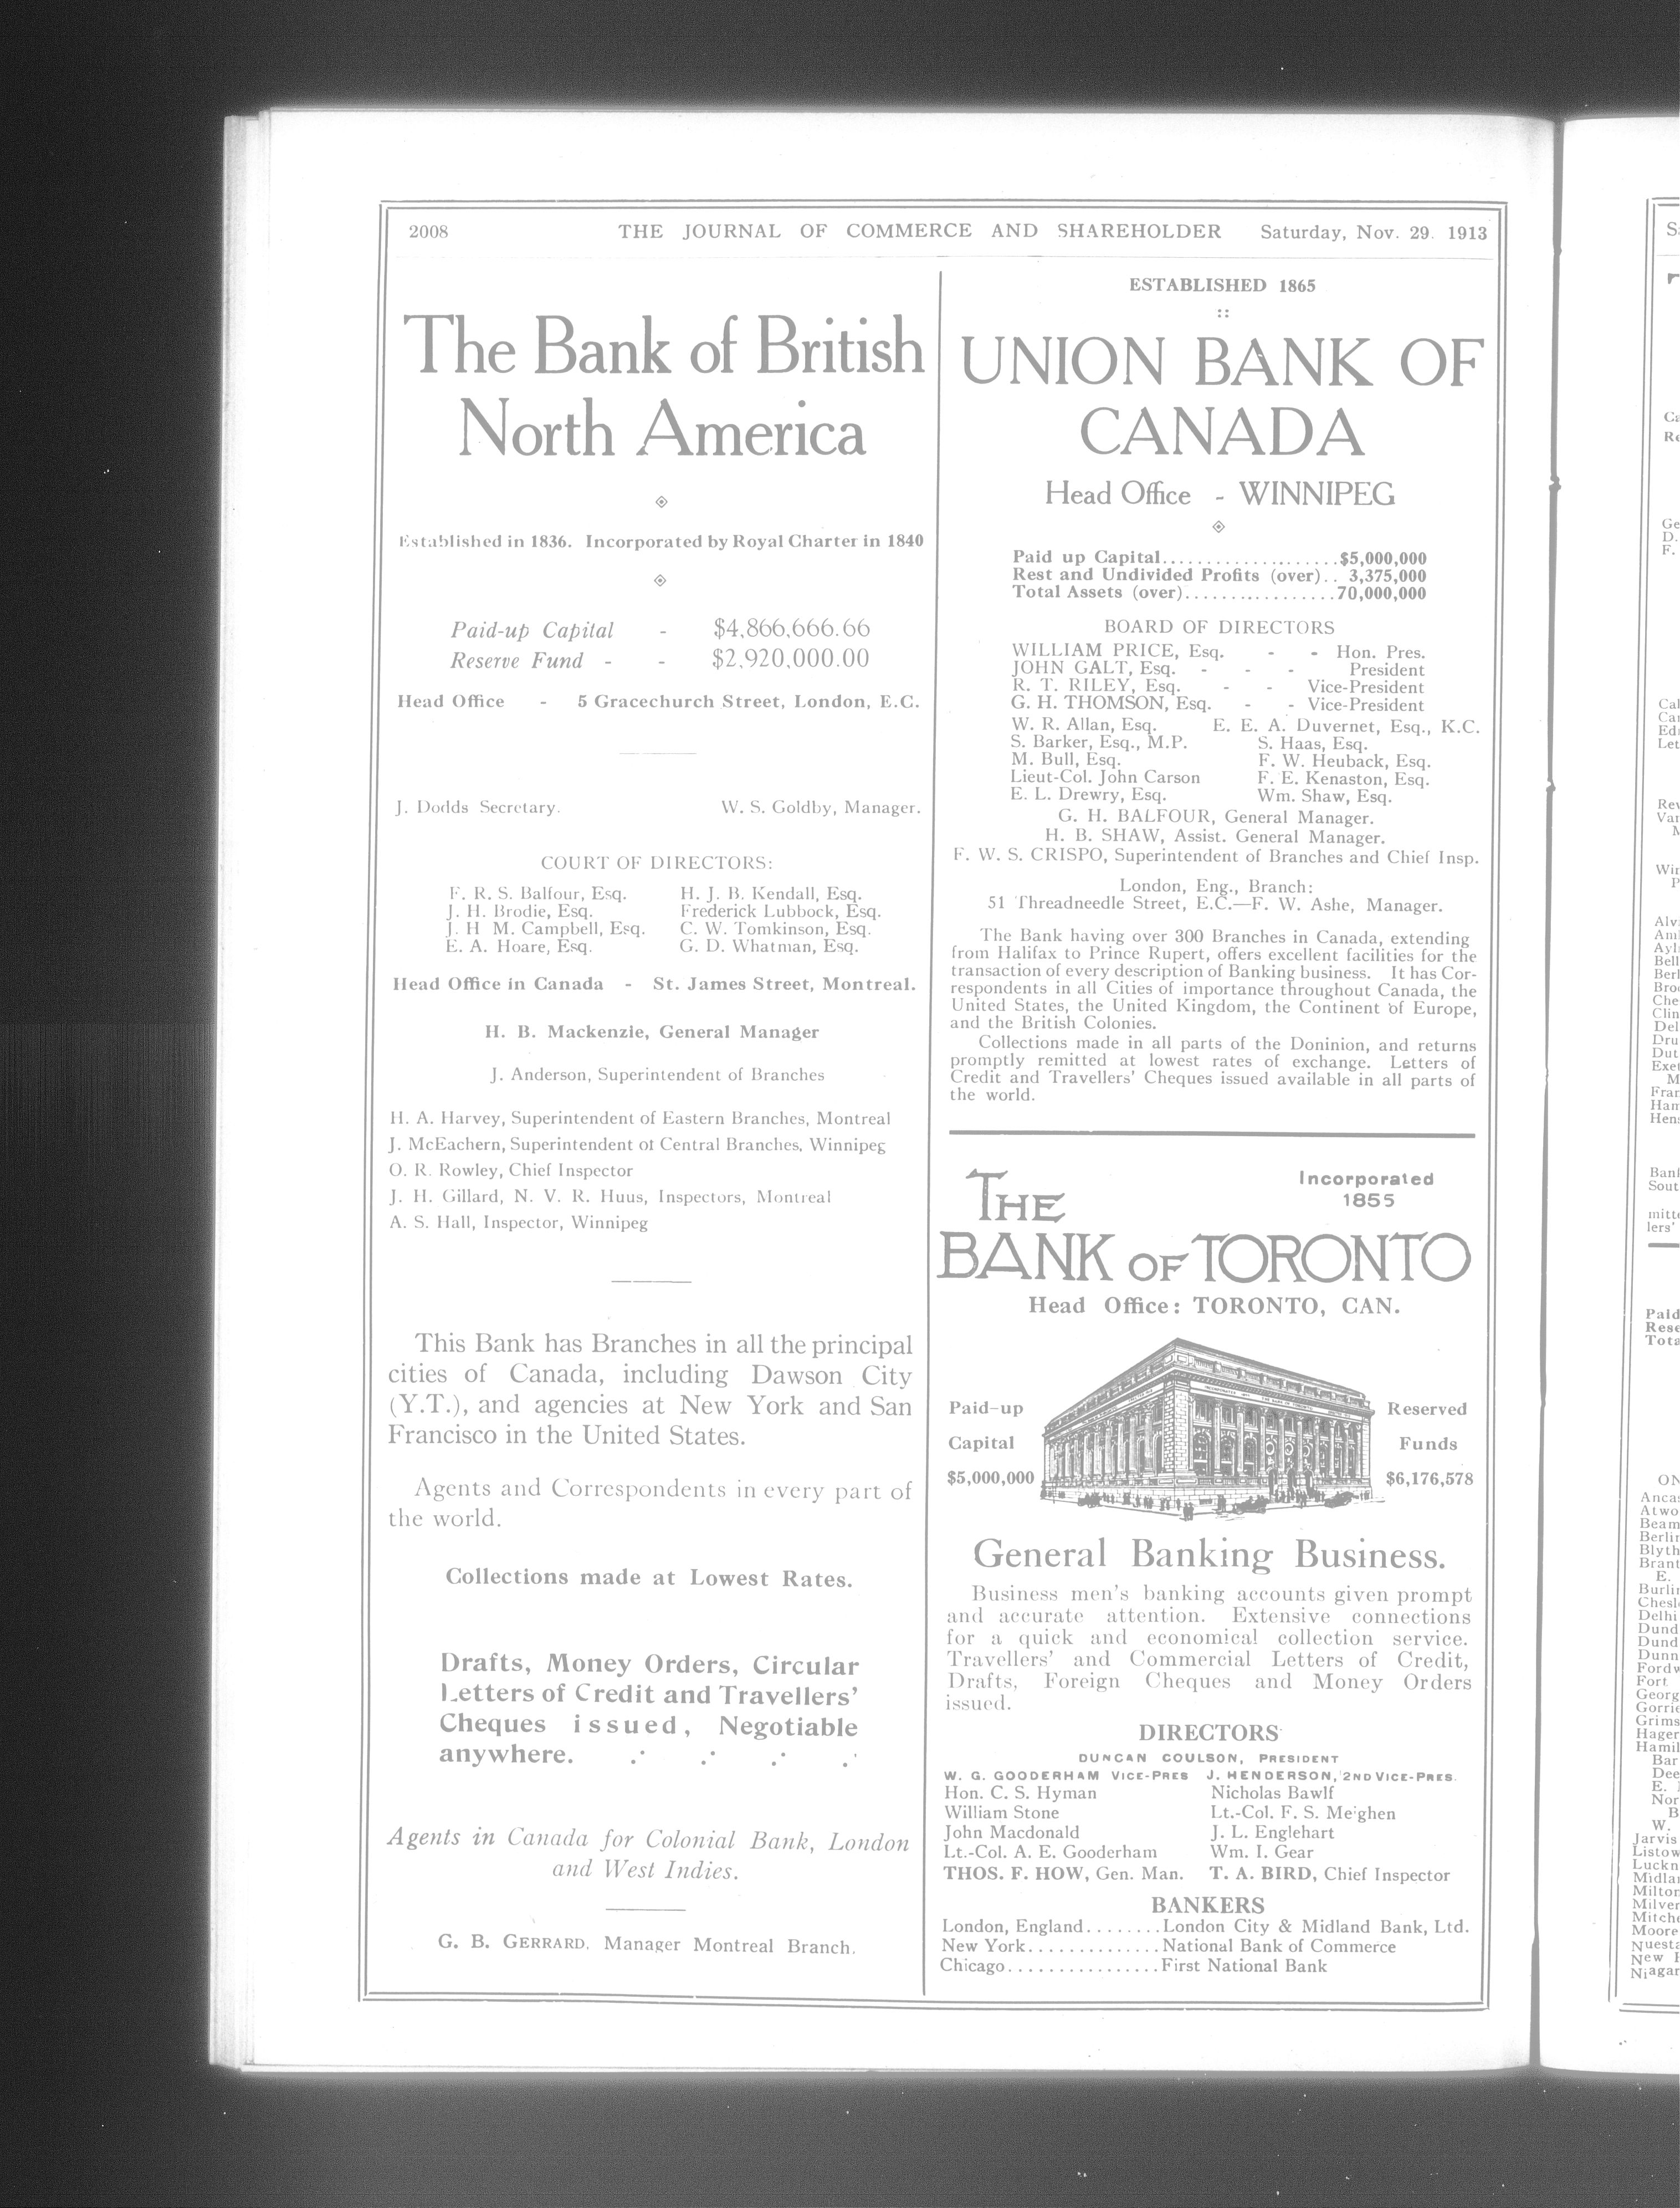 2008 THE JOURNAL OF COMMERCE AND SHAREHOLDER Saturday, Nov. 29. 1913
The Bank of British
North America
Established in 1836. Incorporated by Royal Charter in 1840
Paid-up Capital - $4,866,666.66
Reserve Fund - - $2,920,000.00
Head Office - 5 Gracechurch Street, London, E.C.
J. Dodds Secretary. W. S. Goldby, Manager.
COURT OF DIRECTORS:
F. R. S. Balfour, Esq. H. J. B. Kendall, Esq.
J. H. Brodie, Esq. Frederick Lubbock, Esq.
J. H M. Campbell, Esq. C. W. Tomkinson, Esq.
E. A. Hoare, Esq. G. D. Whatman, Esq.
Head Office in Canada - St. James Street, Montreal.
H. B. Mackenzie, General Manager
J. Anderson, Superintendent of Branches
H. A. Harvey, Superintendent of Eastern Branches, Montreal
J. McEachern, Superintendent of Central Branches, Winnipeg
O. R. Rowley, Chief Inspector
J. H. Gillard, N. V. R. Huus, Inspectors, Montreal
A. S. Hall, Inspector, Winnipeg
This Bank has Branches in all the principal
cities of Canada, including Dawson City
(Y.T.), and agencies at New York and San
Francisco in the United States.
Agents and Correspondents in every part of
the world.
Collections made at Lowest Rates.
Drafts, Money Orders, Circular
Letters of Credit and Travellers'
Cheques issued, Negotiable
anywhere.
Agents in Canada for Colonial Bank, London
and West Indies.
G. B. GERRARD, Manager Montreal Branch.
ESTABLISHED 1865
::
UNION BANK OF
CANADA
Head Office - WINNIPEG
Paid up Capital....................$5,000,000
Rest and Undivided Profits (over).. 3,375,000
Total Assets (over).................70,000,000
BOARD OF DIRECTORS
WILLIAM PRICE, Esq. - - Hon. Pres.
JOHN GALT, Esq. - - - President
R. T. RILEY, Esq. - - Vice-President
G. H. THOMSON, Esq. - - Vice-President
W. R. Allan, Esq. E. E. A. Duvernet, Esq., K.C.
S. Barker, Esq., M.P. S. Haas, Esq.
M. Bull, Esq. F. W. Heuback, Esq.
Lieut-Col. John Carson F. E. Kenaston, Esq.
E. L. Drewry, Esq. Wm. Shaw, Esq.
G. H. BALFOUR, General Manager.
H. B. SHAW, Assist. General Manager.
F. W. S. CRISPO, Superintendent of Branches and Chief Insp.
London, Eng., Branch:
51 Threadneedle Street, E.C.—F. W. Ashe, Manager.
The Bank having over 300 Branches in Canada, extending
from Halifax to Prince Rupert, offers excellent facilities for the
transaction of every description of Banking business. It has Cor-
respondents in all Cities of importance throughout Canada, the
United States, the United Kingdom, the Continent of Europe,
and the British Colonies.
Collections made in all parts of the Doninion, and returns
promptly remitted at lowest rates of exchange. Letters of
Credit and Travellers' Cheques issued available in all parts of
the world.
THE
Incorporated
1855
BANK OF TORONTO
Head Office: TORONTO, CAN.
Paid-up
Capital
$5,000,000
Reserved
Funds
$6,176,578
General Banking Business.
Business men's banking accounts given prompt
and accurate attention. Extensive connections
for a quick and economical collection service.
Travellers' and Commercial Letters of Credit,
Drafts, Foreign Cheques and Money Orders
issued.
DIRECTORS
DUNCAN COULSON, PRESIDENT
W. G. GOODERHAM VICE-PRES J. HENDERSON, 2ND VICE-PRES.
Hon. C. S. Hyman Nicholas Bawlf
William Stone Lt.-Col. F. S. Meighen
John Macdonald J. L. Englehart
Lt.-Col. A. E. Gooderham Wm. I. Gear
THOS. F. HOW, Gen. Man. T. A. BIRD, Chief Inspector
BANKERS
London, England........London City & Midland Bank, Ltd.
New York..............National Bank of Commerce
Chicago................First National Bank